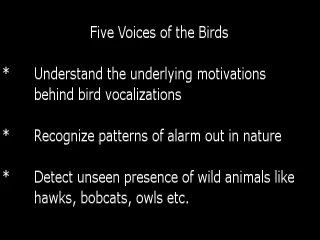 Five Voices of the Birds
* Understand the underlying motivations
behind bird vocalizations
* Recognize patterns of alarm out in nature
* Detect unseen presence of wild animals like
hawks, bobcats, owls etc.